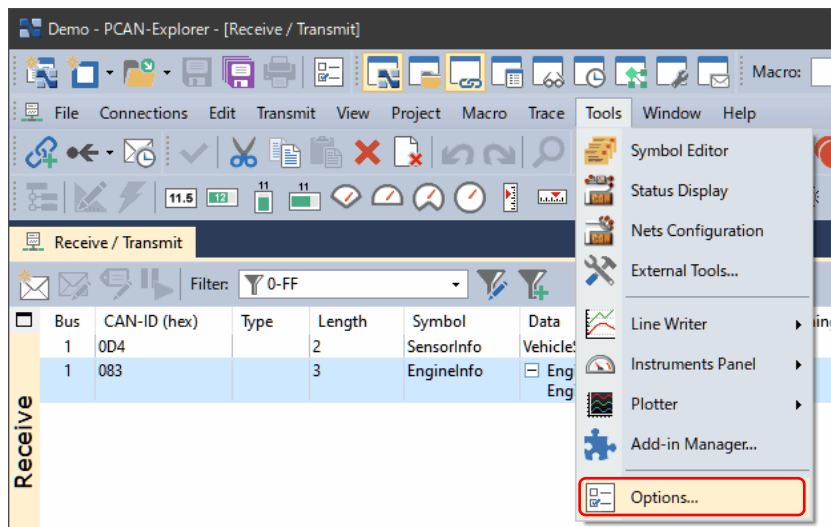 Demo - PCAN-Explorer - [Receive / Transmit]
Macro:
File Connections Edit Transmit View Project Macro Trace Tools Window Help
Symbol Editor
11.5 12 11 11
Status Display
Receive / Transmit
Nets Configuration
Filter: 0-FF
External Tools...
Bus CAN-ID (hex) Type Length Symbol Data
Line Writer
1 0D4 2 SensorInfo
1 083 3 EngineInfo
Instruments Panel
Plotter
Receive
Add-in Manager...
Options...